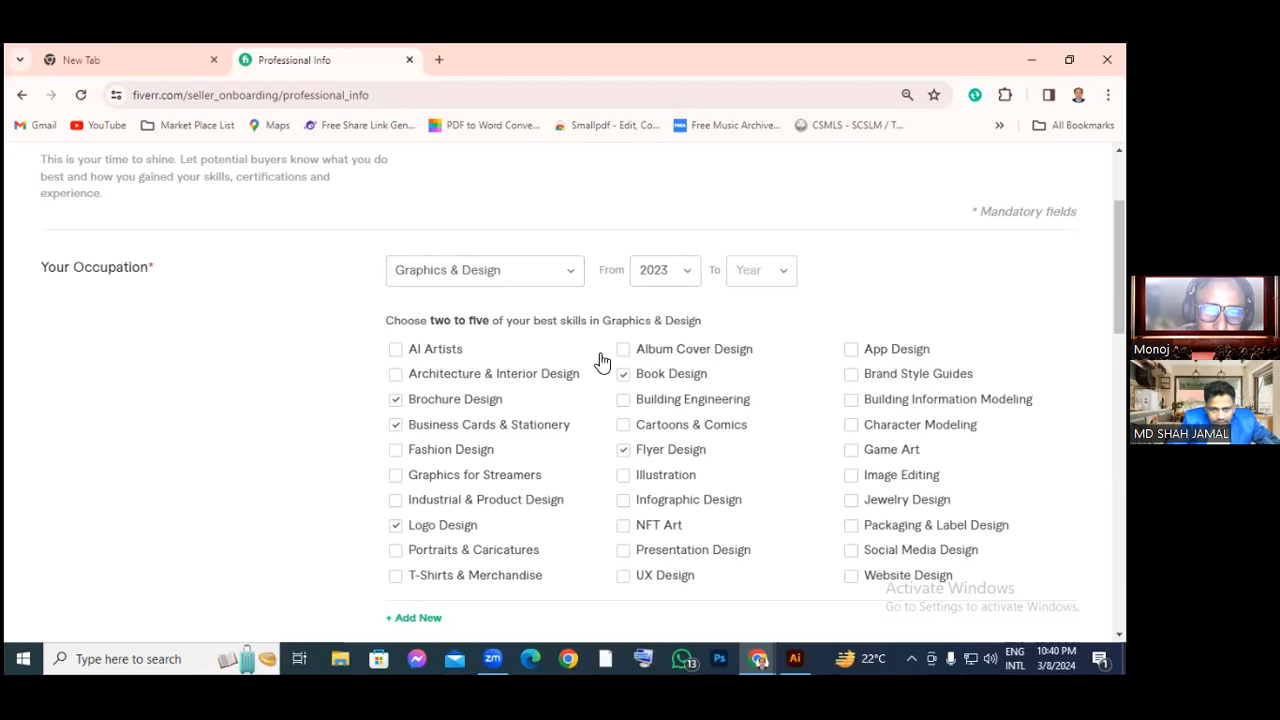 New Tab
Professional Info
fiverr.com/seller_onboarding/professional_info
Gmail YouTube Market Place List Maps Free Share Link Gen... PDF to Word Conve... Smallpdf - Edit, Co... Free Music Archive... CSMLS - SCSLM / T... » All Bookmarks
This is your time to shine. Let potential buyers know what you do
best and how you gained your skills, certifications and
experience.
* Mandatory fields
Your Occupation*
Graphics & Design From 2023 To Year
Choose two to five of your best skills in Graphics & Design
AI Artists Album Cover Design App Design
Architecture & Interior Design Book Design Brand Style Guides
Brochure Design Building Engineering Building Information Modeling
Business Cards & Stationery Cartoons & Comics Character Modeling
Fashion Design Flyer Design Game Art
Graphics for Streamers Illustration Image Editing
Industrial & Product Design Infographic Design Jewelry Design
Logo Design NFT Art Packaging & Label Design
Portraits & Caricatures Presentation Design Social Media Design
T-Shirts & Merchandise UX Design Website Design
+ Add New
Activate Windows
Go to Settings to activate Windows.
Monoj
MD SHAH JAMAL
Type here to search zm 13 Ps Ai 22°C ENG 10:40 PM
INTL 3/8/2024 1